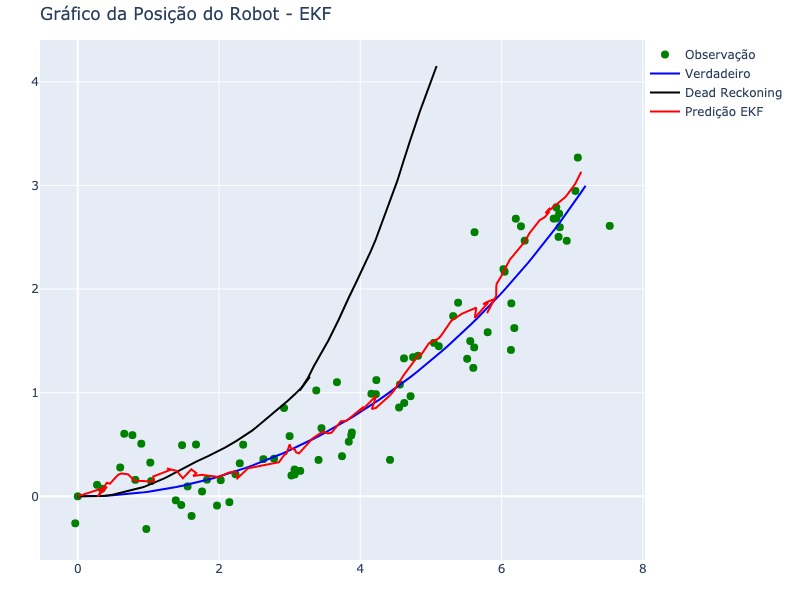 Gráfico da Posição do Robot - EKF
Observação
Verdadeiro
Dead Reckoning
Predição EKF
4
3
2
1
0
0 2 4 6 8